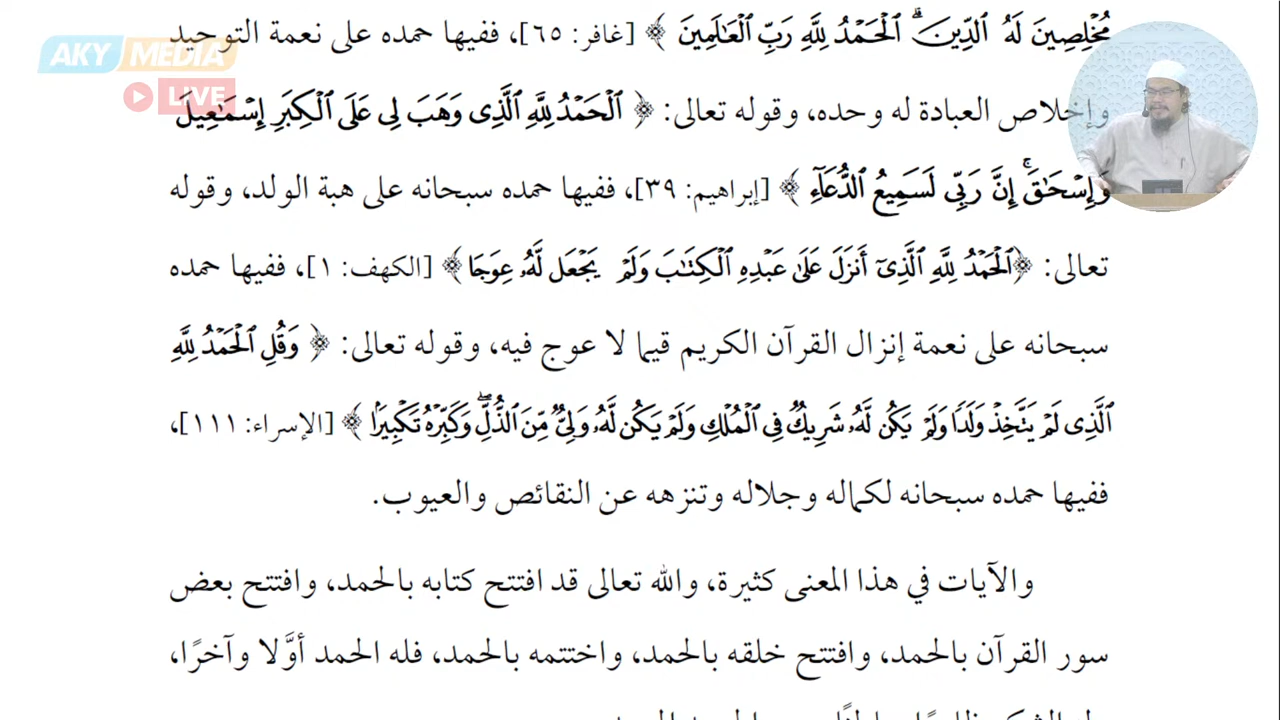 مُخْلِصِينَ لَهُ ٱلدِّينَۗ ٱلْحَمْدُ لِلَّهِ رَبِّ ٱلْعَٰلَمِينَ ﴾ [غافر: ٦٥]، ففيها حمده على نعمة التوحيد
AKY MEDIA
LIVE
وإخلاص العبادة له وحده، وقوله تعالى: ﴿ ٱلْحَمْدُ لِلَّهِ ٱلَّذِى وَهَبَ لِى عَلَى ٱلْكِبَرِ إِسْمَٰعِيلَ
وَإِسْحَٰقَۚ إِنَّ رَبِّى لَسَمِيعُ ٱلدُّعَآءِ ﴾ [إبراهيم: ٣٩]، ففيها حمده سبحانه على هبة الولد، وقوله
تعالى: ﴿ٱلْحَمْدُ لِلَّهِ ٱلَّذِىٓ أَنزَلَ عَلَىٰ عَبْدِهِ ٱلْكِتَٰبَ وَلَمْ يَجْعَل لَّهُۥ عِوَجَا ﴾ [الكهف: ١]، ففيها حمده
سبحانه على نعمة إنزال القرآن الكريم قيما لا عوج فيه، وقوله تعالى: ﴿ وَقُلِ ٱلْحَمْدُ لِلَّهِ
ٱلَّذِى لَمْ يَتَّخِذْ وَلَدًا وَلَمْ يَكُن لَّهُۥ شَرِيكٌ فِى ٱلْمُلْكِ وَلَمْ يَكُن لَّهُۥ وَلِىٌّ مِّنَ ٱلذُّلِّۖ وَكَبِّرْهُ تَكْبِيرًا ﴾ [الإسراء: ١١١]،
ففيها حمده سبحانه لكماله وجلاله وتنزهه عن النقائص والعيوب.
والآيات في هذا المعنى كثيرة، والله تعالى قد افتتح كتابه بالحمد، وافتتح بعض
سور القرآن بالحمد، وافتتح خلقه بالحمد، واختتمه بالحمد، فله الحمد أوَّلا وآخرًا،